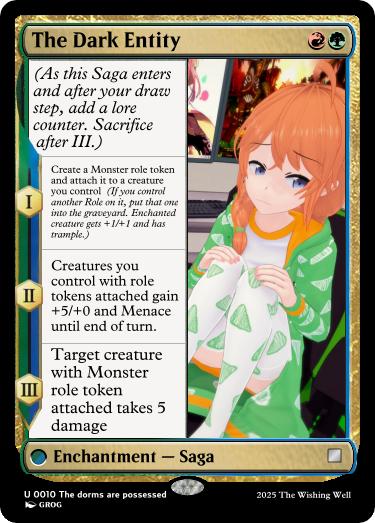 The Dark Entity
(As this Saga enters
and after your draw
step, add a lore
counter. Sacrifice
after III.)
I
Create a Monster role token
and attach it to a creature
you control (If you control
another Role on it, put that one
into the graveyard. Enchanted
creature gets +1/+1 and has
trample.)
II
Creatures you
control with role
tokens attached gain
+5/+0 and Menace
until end of turn.
III
Target creature
with Monster
role token
attached takes 5
damage
Enchantment — Saga
U 0010 The dorms are possessed
GROG
2025 The Wishing Well